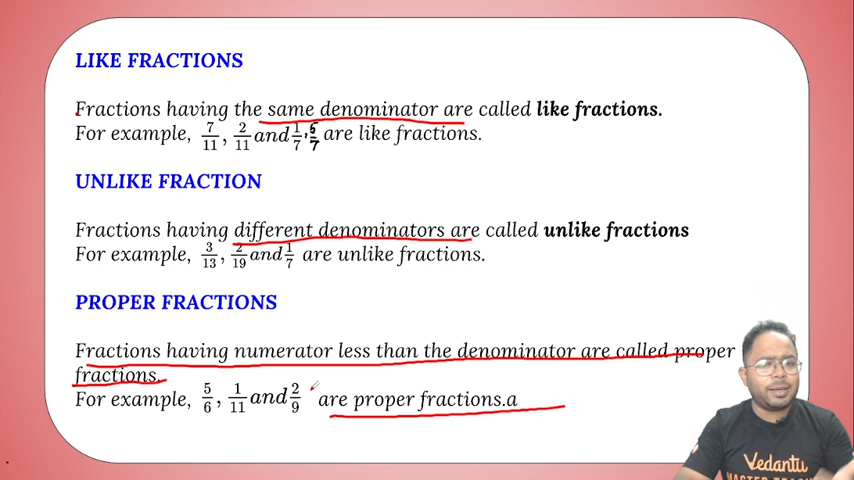 LIKE FRACTIONS
Fractions having the same denominator are called like fractions.
For example, 7/11, 2/11 and 1/7, 5/7 are like fractions.
UNLIKE FRACTION
Fractions having different denominators are called unlike fractions
For example, 3/13, 2/19 and 1/7 are unlike fractions.
PROPER FRACTIONS
Fractions having numerator less than the denominator are called proper
fractions.
For example, 5/6, 1/11 and 2/9 are proper fractions.a
Vedantu